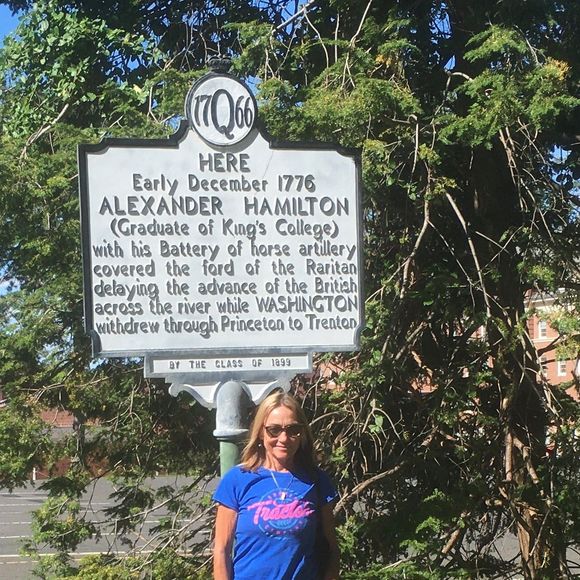 17Q66
HERE
Early December 1776
ALEXANDER HAMILTON
(Graduate of King's College)
with his Battery of horse artillery
covered the ford of the Raritan
delaying the advance of the British
across the river while WASHINGTON
withdrew through Princeton to Trenton
BY THE CLASS OF 1899
Tractor